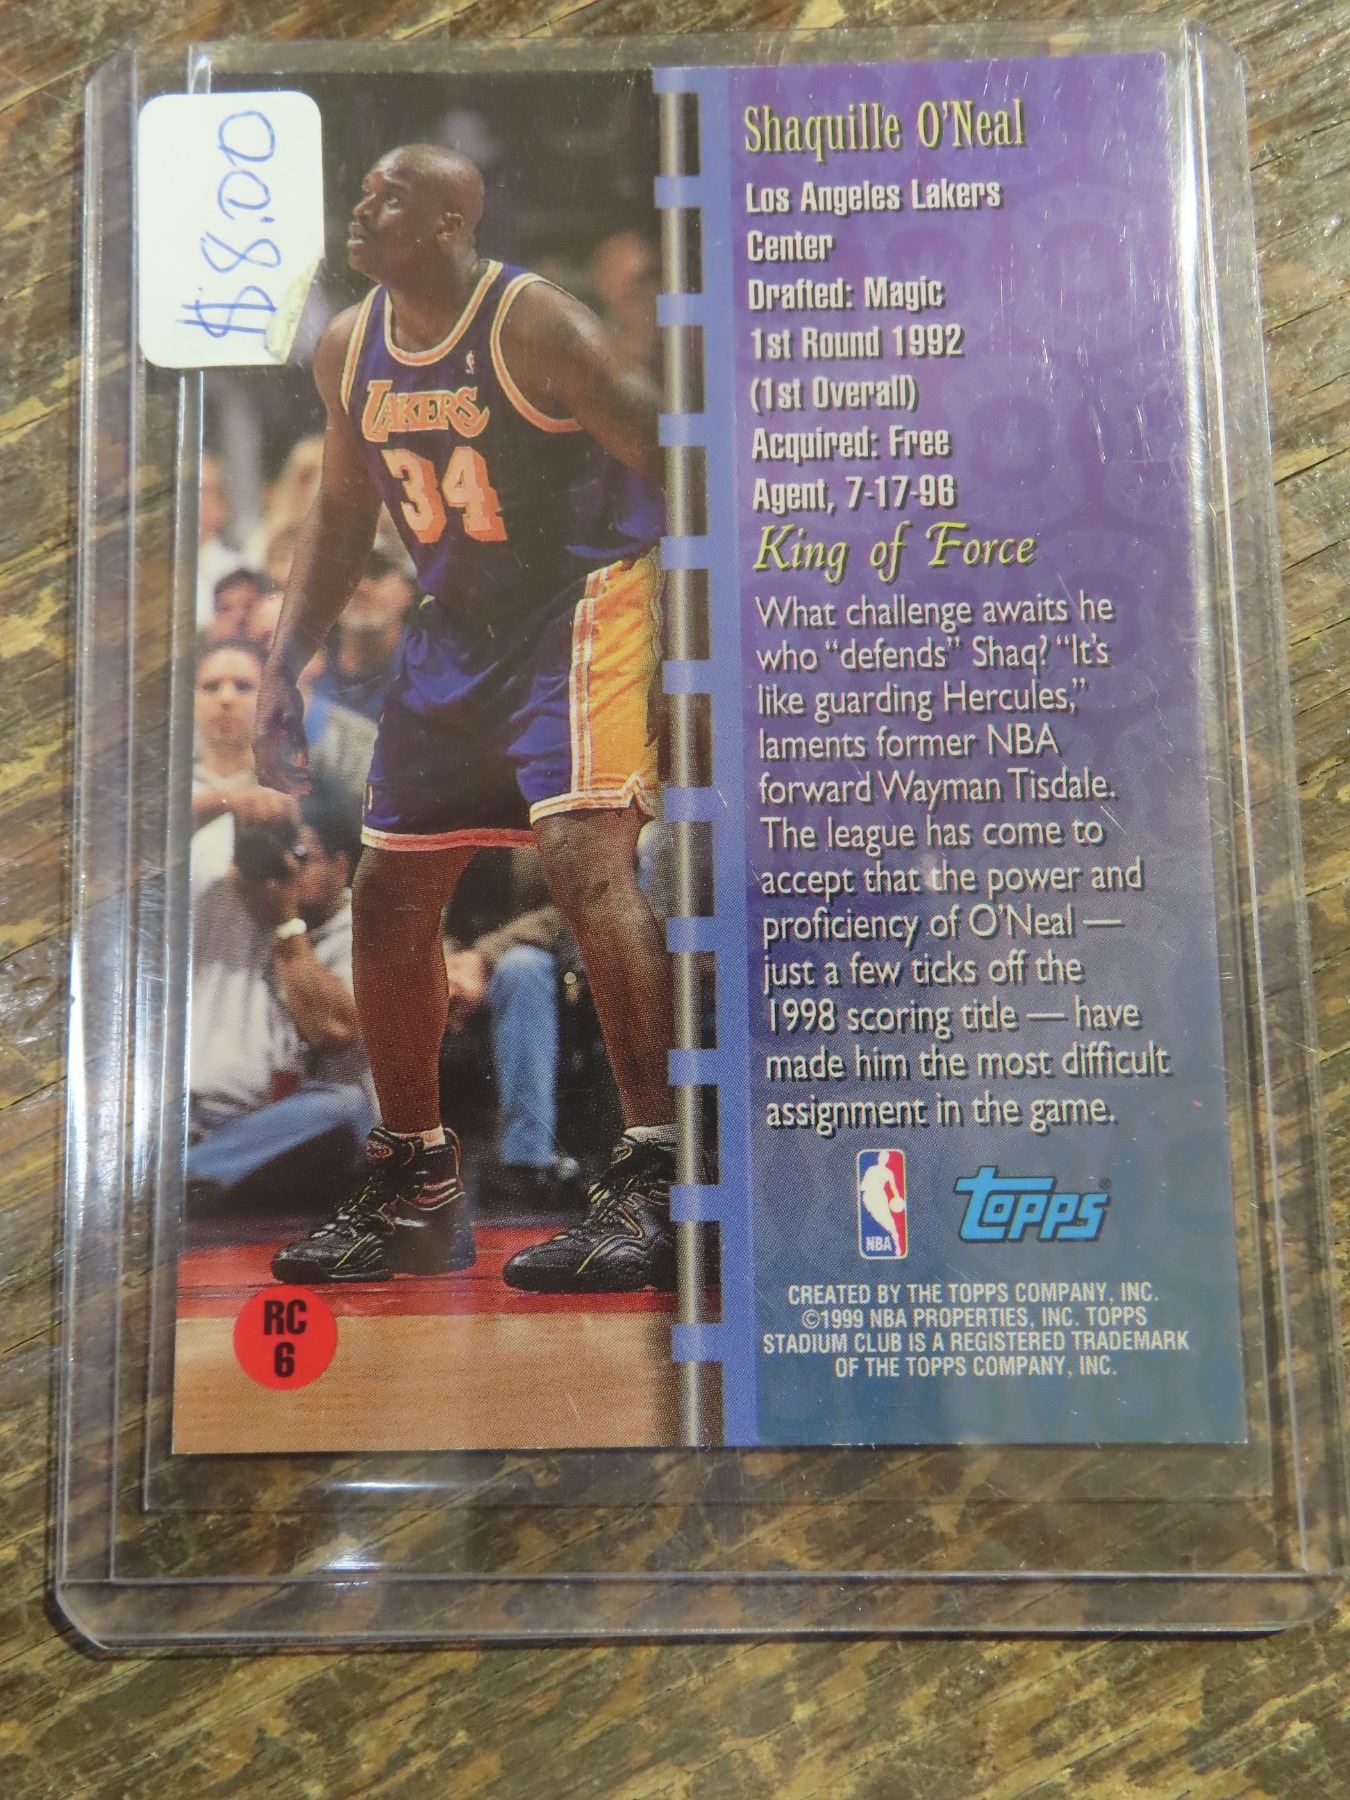 $8.00
LAKERS
34
RC
6
Shaquille O'Neal
Los Angeles Lakers
Center
Drafted: Magic
1st Round 1992
(1st Overall)
Acquired: Free
Agent, 7-17-96
King of Force
What challenge awaits he
who “defends” Shaq? “It's
like guarding Hercules,”
laments former NBA
forward Wayman Tisdale.
The league has come to
accept that the power and
proficiency of O'Neal —
just a few ticks off the
1998 scoring title — have
made him the most difficult
assignment in the game.
NBA
TOPPS®
CREATED BY THE TOPPS COMPANY, INC.
©1999 NBA PROPERTIES, INC. TOPPS
STADIUM CLUB IS A REGISTERED TRADEMARK
OF THE TOPPS COMPANY, INC.